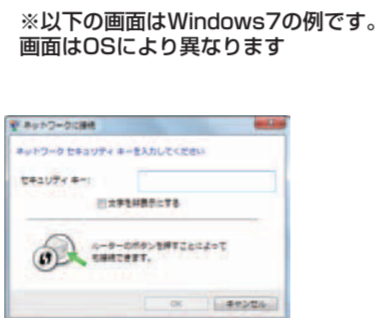 ※以下の画面はWindows7の例です。
画面はOSにより異なります
ネットワークに接続
ネットワーク セキュリティ キーを入力してください
セキュリティ キー:
文字を非表示にする
ルーターのボタンを押すことによって
も接続できます。
OK
キャンセル